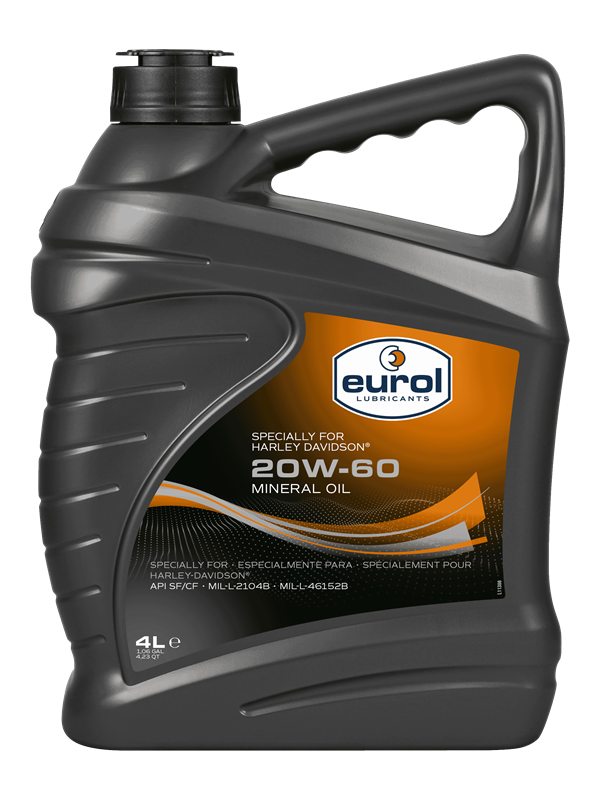 eurol
LUBRICANTS
SPECIALLY FOR
HARLEY DAVIDSON®
20W-60
MINERAL OIL
SPECIALLY FOR · ESPECIALMENTE PARA · SPÉCIALEMENT POUR
HARLEY-DAVIDSON®
API SF/CF · MIL-L-2104B · MIL-L-46152B
4L e
1,06 GAL
4,23 QT